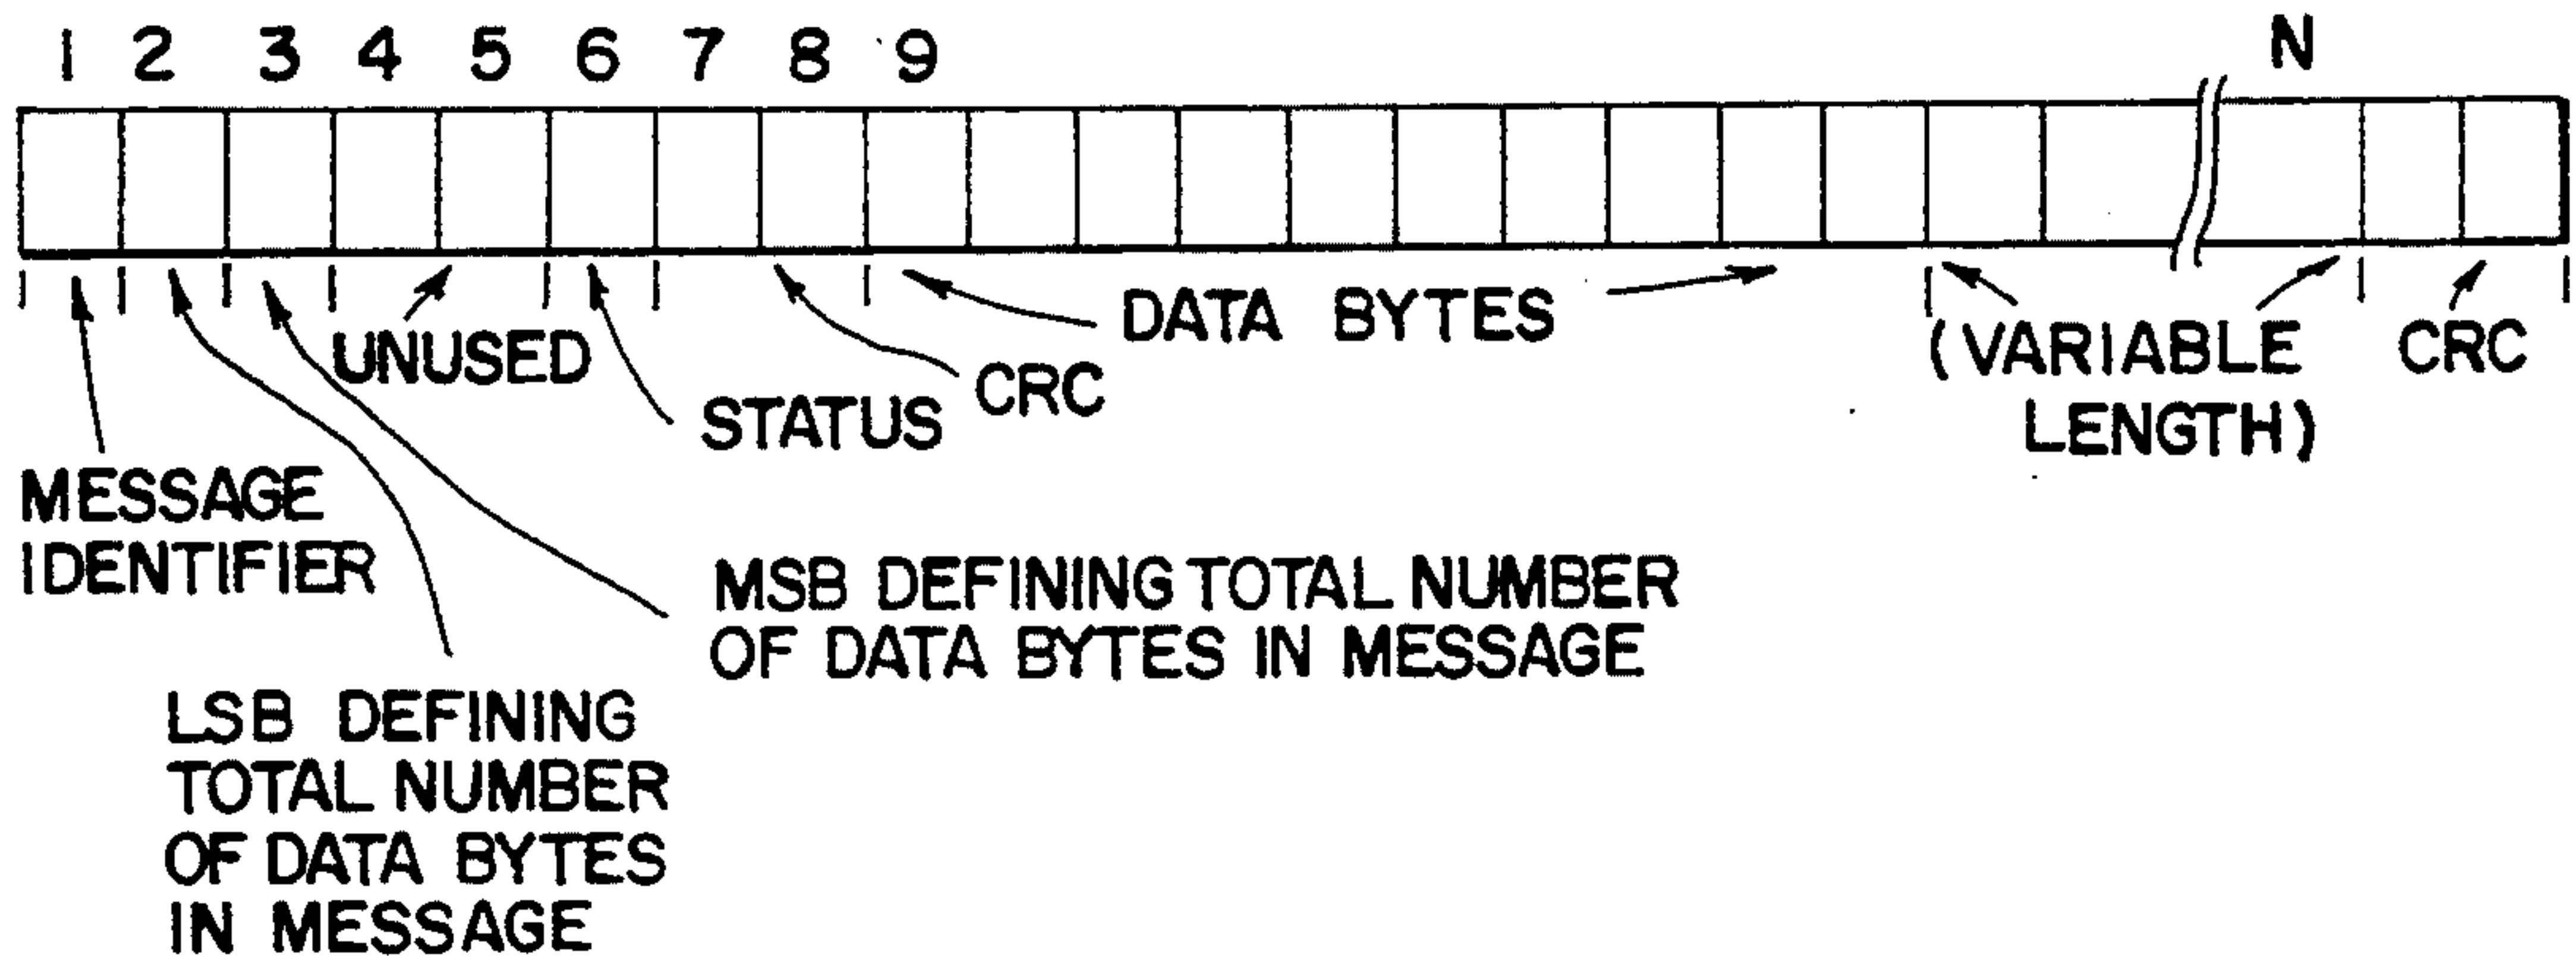 1 2 3 4 5 6 7 8 9 N
DATA BYTES
UNUSED
(VARIABLE
LENGTH)
CRC
CRC
STATUS
MESSAGE
IDENTIFIER
MSB DEFINING TOTAL NUMBER
OF DATA BYTES IN MESSAGE
LSB DEFINING
TOTAL NUMBER
OF DATA BYTES
IN MESSAGE